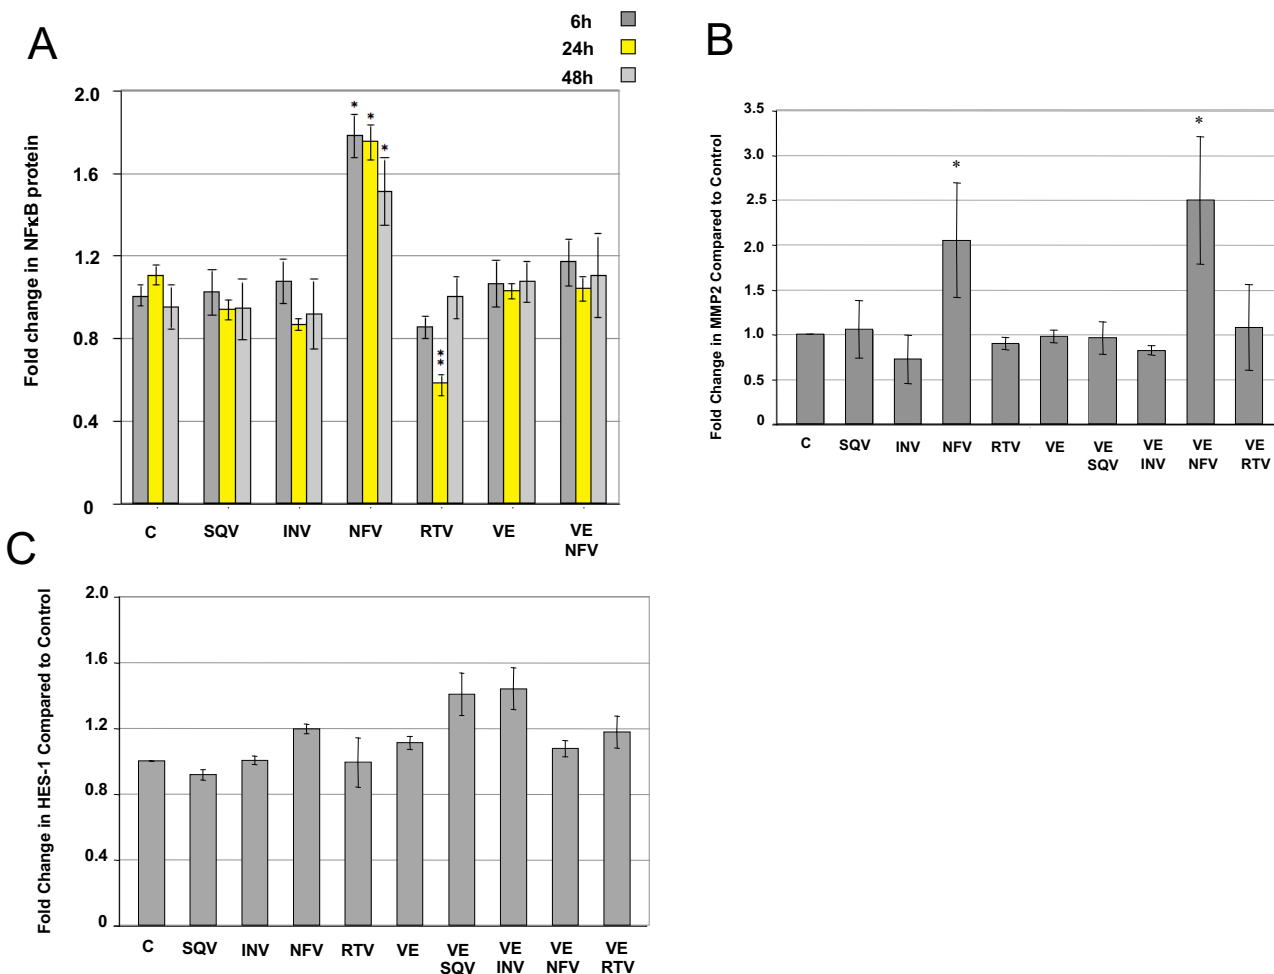 A
6h
24h
48h
Fold change in NFκB protein
2.0
1.6
1.2
0.8
0.4
0
* * *
**
C SQV INV NFV RTV VE VE NFV
B
Fold Change in MMP2 Compared to Control
3.5
3.0
2.5
2.0
1.5
1.0
0.5
0
* *
C SQV INV NFV RTV VE VE SQV VE INV VE NFV VE RTV
C
Fold Change in HES-1 Compared to Control
2.0
1.6
1.2
0.8
0.4
0
C SQV INV NFV RTV VE VE SQV VE INV VE NFV VE RTV